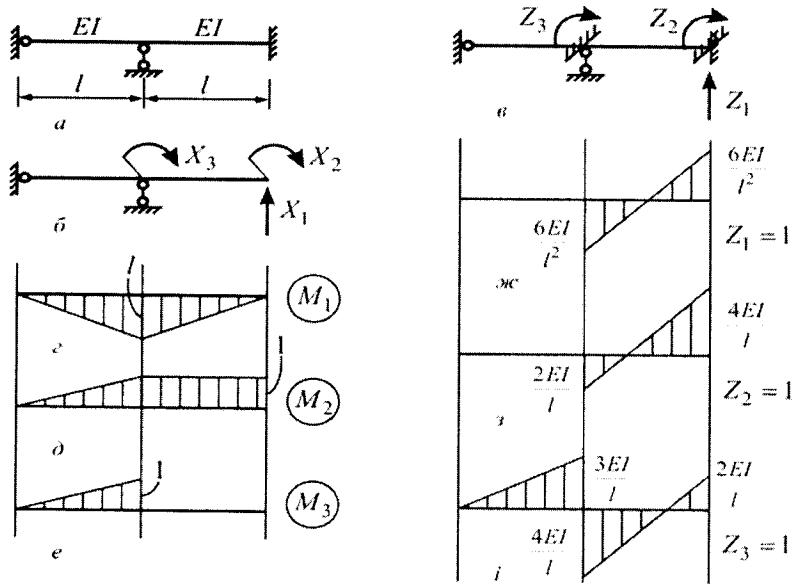 EI EI
l l
а
X₃ X₂
X₁
б
l
M₁
г
1
M₂
д
1
M₃
е
Z₃ Z₂
Z₁
в
6EI
l²
6EI
l²
Z₁ = 1
ж
4EI
l
2EI
l
Z₂ = 1
з
3EI
l
2EI
l
4EI
l
Z₃ = 1
і